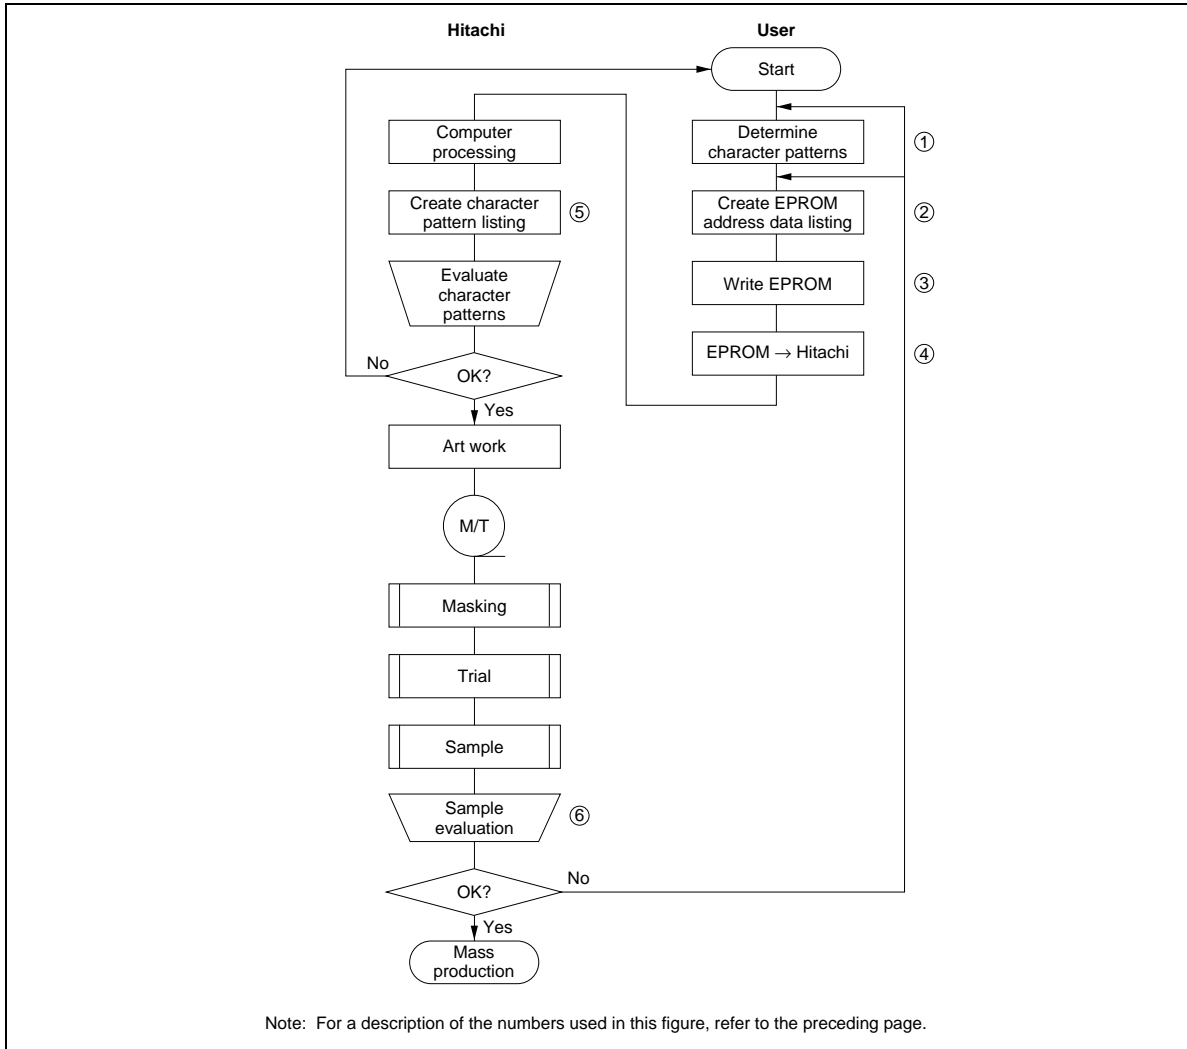 Hitachi
User
Start
Determine
character patterns
①
Create EPROM
address data listing
②
Write EPROM
③
EPROM → Hitachi
④
Computer
processing
Create character
pattern listing
⑤
Evaluate
character
patterns
No
OK?
Yes
Art work
M/T
Masking
Trial
Sample
Sample
evaluation
⑥
OK?
No
Yes
Mass
production
Note: For a description of the numbers used in this figure, refer to the preceding page.